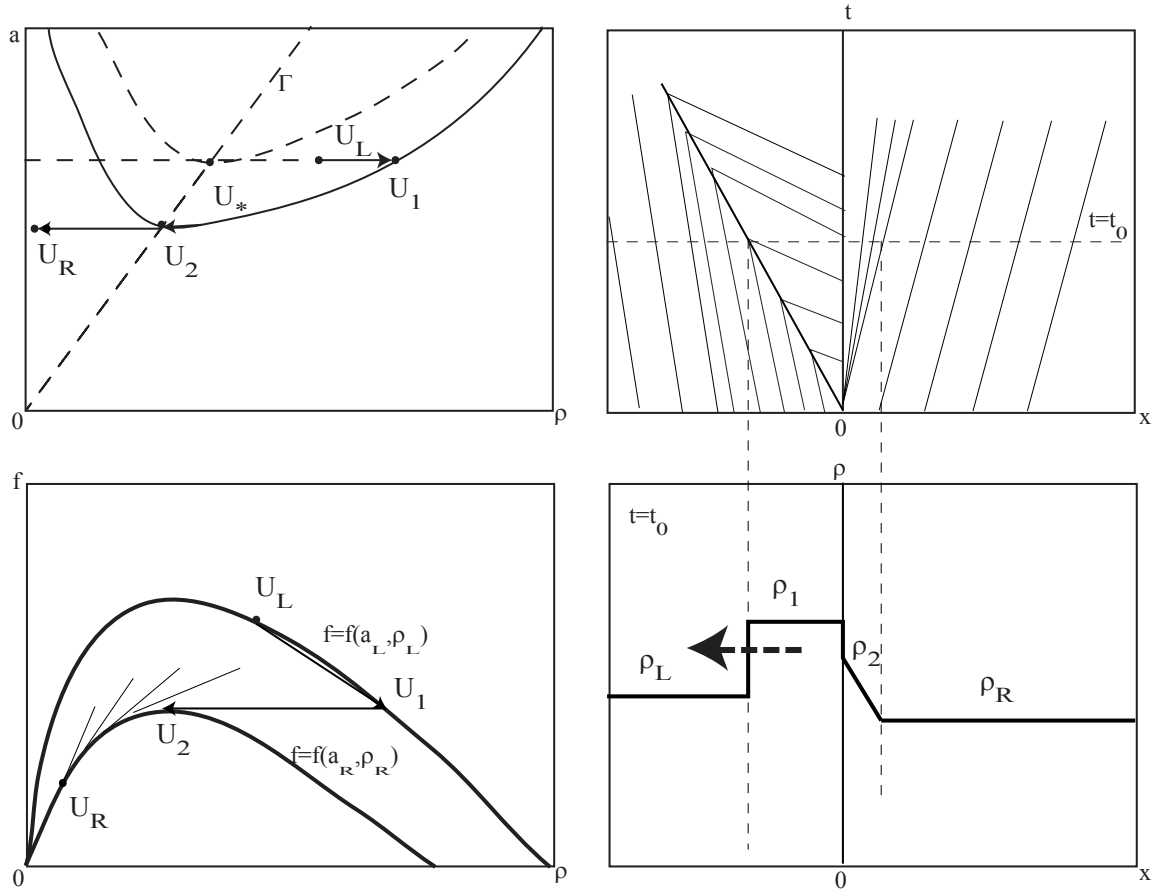 a
Γ
U_L
U_1
U_*
U_2
U_R
0
ρ
t
t=t_0
0
x
f
U_L
f=f(a_L,ρ_L)
U_1
U_2
f=f(a_R,ρ_R)
U_R
0
ρ
ρ
t=t_0
ρ_1
ρ_2
ρ_L
ρ_R
0
x